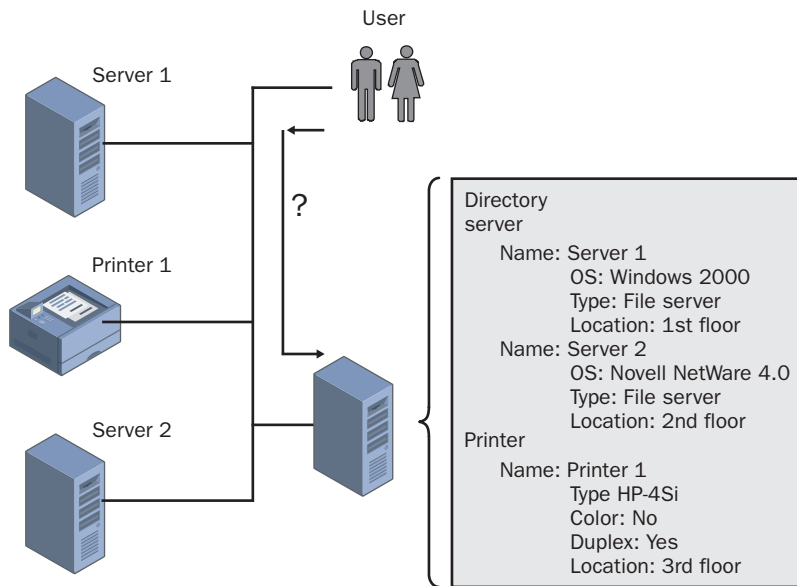 User
Server 1
Printer 1
Server 2
?
Directory
server
Name: Server 1
OS: Windows 2000
Type: File server
Location: 1st floor
Name: Server 2
OS: Novell NetWare 4.0
Type: File server
Location: 2nd floor
Printer
Name: Printer 1
Type HP-4Si
Color: No
Duplex: Yes
Location: 3rd floor